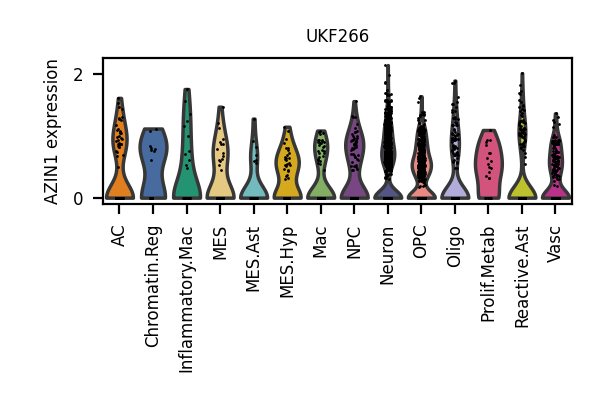 UKF266
AZIN1 expression
2
0
AC
Chromatin.Reg
Inflammatory.Mac
MES
MES.Ast
MES.Hyp
Mac
NPC
Neuron
OPC
Oligo
Prolif.Metab
Reactive.Ast
Vasc